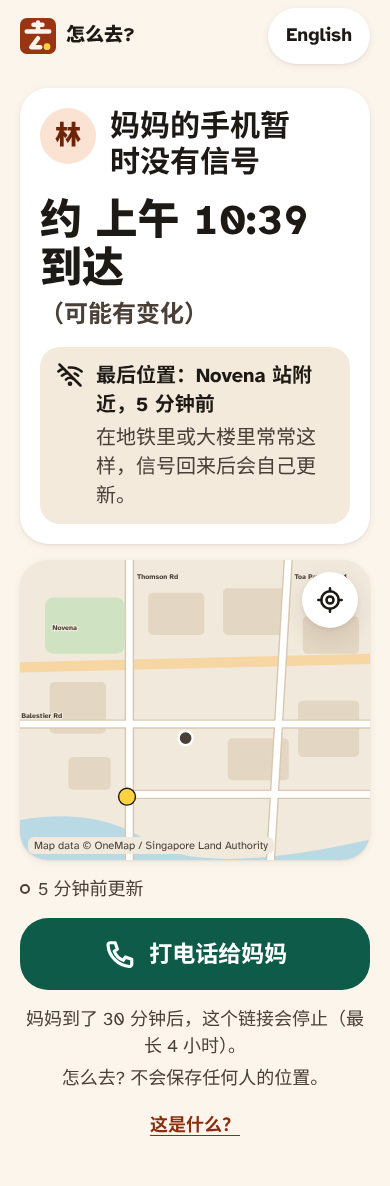 去 怎么去?
English
林
妈妈的手机暂
时没有信号
约 上午 10:39
到达
（可能有变化）
最后位置：Novena 站附
近，5 分钟前
在地铁里或大楼里常常这
样，信号回来后会自己更
新。
Thomson Rd
Novena
Balestier Rd
Map data © OneMap / Singapore Land Authority
5 分钟前更新
打电话给妈妈
妈妈到了 30 分钟后，这个链接会停止（最
长 4 小时）。
怎么去? 不会保存任何人的位置。
这是什么？